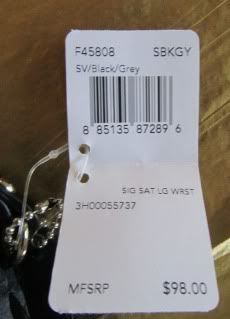 F45808 SBKGY
SV/Black/Grey
8 85135 87289 6
SIG SAT LG WRST
3H00055737
MFSRP $98.00